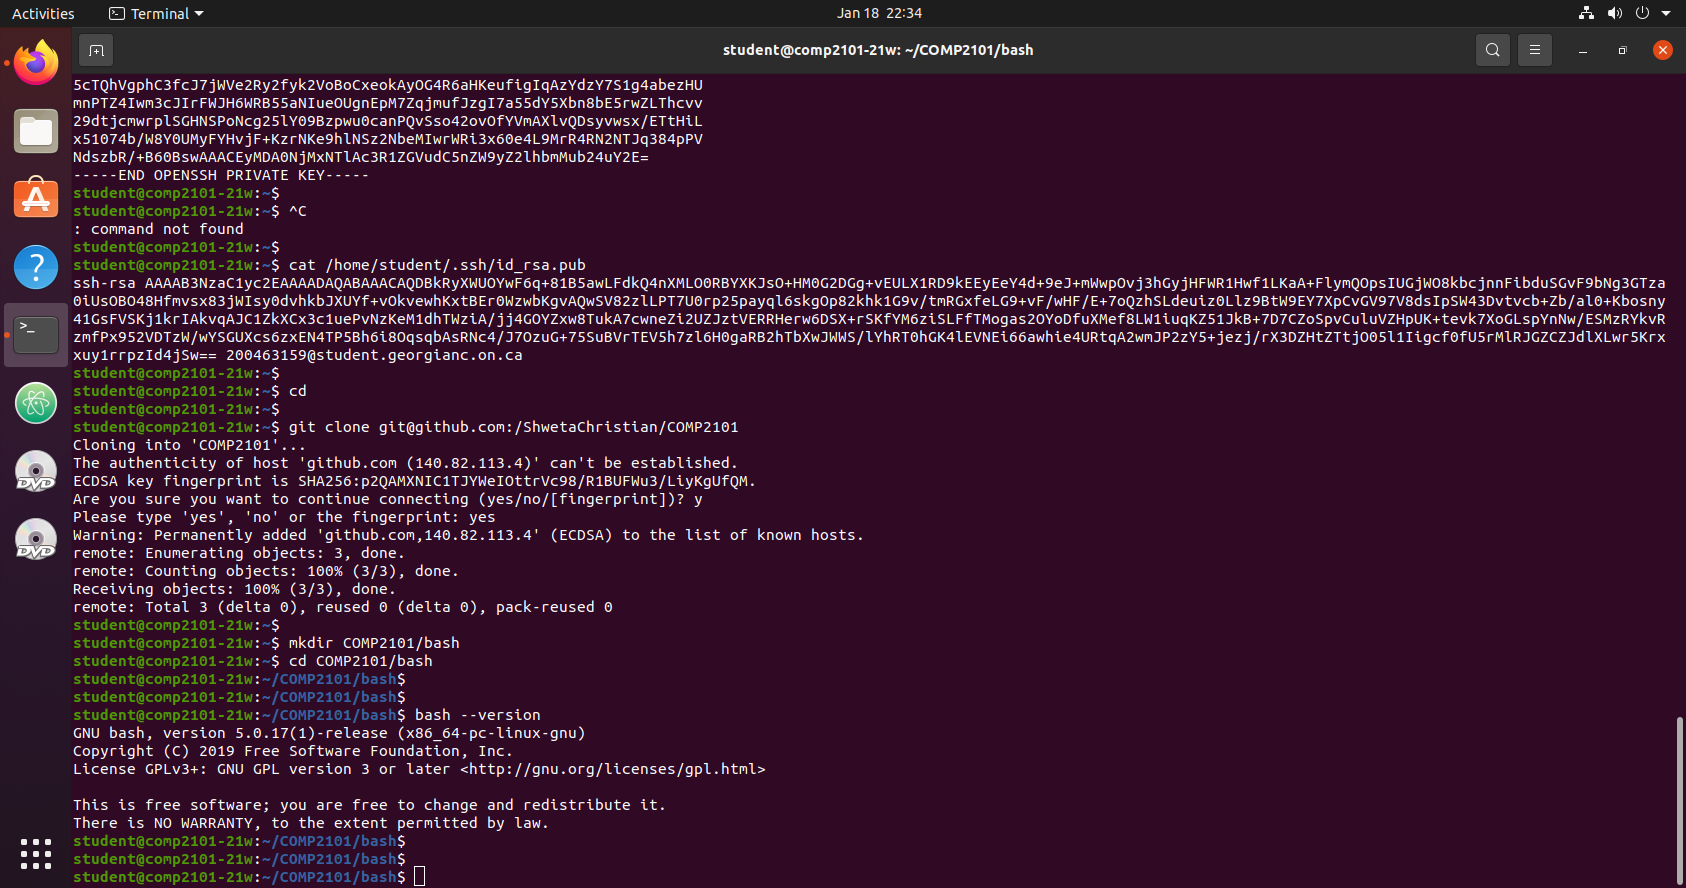 Activities
Terminal
Jan 18 22:34
student@comp2101-21w: ~/COMP2101/bash
5cTQhVgphC3fcJ7jWVe2Ry2fyk2VoBoCxeokAyOG4R6aHKeufigIqAzYdzY7S1g4abezHU
mnPTZ4Iwm3cJIrFWJH6WRB55aNIueOUgnEpM7ZqjmufJzgI7a55dY5Xbn8bE5rwZLThcvv
29dtjcmwrplSGHNSPoNcg25lY09Bzpwu0canPQvSso42ovOfYVmAXlvQDsyvwsx/ETtHiL
x51074b/W8Y0UMyFYHvjF+KzrNKe9hlNSz2NbeMIwrWRi3x60e4L9MrR4RN2NTJq384pPV
NdszbR/+B60BswAAACEyMDA0NjMxNTlAc3R1ZGVudC5nZW9yZ2lhbmMub24uY2E=
-----END OPENSSH PRIVATE KEY-----
student@comp2101-21w:~$
student@comp2101-21w:~$ ^C
: command not found
student@comp2101-21w:~$
student@comp2101-21w:~$ cat /home/student/.ssh/id_rsa.pub
ssh-rsa AAAAB3NzaC1yc2EAAAADAQABAAACAQDBkRyXWUOYwF6q+81B5awLFdkQ4nXMLO0RBYXKJsO+HM0G2DGg+vEULX1RD9kEEyEeY4d+9eJ+mWwpOvj3hGyjHFWR1Hwf1LKaA+FlymQOpsIUGjWO8kbcjnnFibduSGvF9bNg3GTza
0iUsOBO48Hfmvsx83jWIsy0dvhkbJXUYf+vOkvewhKxtBEr0WzwbKgvAQwSV82zlLPT7U0rp25payql6skgOp82khk1G9v/tmRGxfeLG9+vF/wHF/E+7oQzhSLdeuiz0Llz9BtW9EY7XpCvGV97V8dsIpSW43Dvtvcb+Zb/al0+Kbosny
41GsFVSKj1krIAkvqAJC1ZkXCx3c1uePvNzKeM1dhTWziA/jj4GOYZxw8TukA7cwneZi2UZJztVERRHerw6DSX+rSKfYM6ziSLFfTMogas2OYoDfuXMef8LW1iuqKZ51JkB+7D7CZoSpvCuluVZHpUK+tevk7XoGLspYnNw/ESMzRYkvR
zmfPx952VDTzW/wYSGUXcs6zxEN4TP5Bh6i8OqsqbAsRNc4/J7OzuG+75SuBVrTEV5h7zl6H0gaRB2hTbXwJWWS/lYhRT0hGK4lEVNEi66awhie4URtqA2wmJP2zY5+jezj/rX3DZHtZTtjO05l1Iigcf0fU5rMlRJGZCZJdlXLwr5Krx
xuy1rrpzId4jSw== 200463159@student.georgianc.on.ca
student@comp2101-21w:~$
student@comp2101-21w:~$ cd
student@comp2101-21w:~$
student@comp2101-21w:~$ git clone git@github.com:/ShwetaChristian/COMP2101
Cloning into 'COMP2101'...
The authenticity of host 'github.com (140.82.113.4)' can't be established.
ECDSA key fingerprint is SHA256:p2QAMXNIC1TJYWeIOttrVc98/R1BUFWu3/LiyKgUfQM.
Are you sure you want to continue connecting (yes/no/[fingerprint])? y
Please type 'yes', 'no' or the fingerprint: yes
Warning: Permanently added 'github.com,140.82.113.4' (ECDSA) to the list of known hosts.
remote: Enumerating objects: 3, done.
remote: Counting objects: 100% (3/3), done.
Receiving objects: 100% (3/3), done.
remote: Total 3 (delta 0), reused 0 (delta 0), pack-reused 0
student@comp2101-21w:~$
student@comp2101-21w:~$ mkdir COMP2101/bash
student@comp2101-21w:~$ cd COMP2101/bash
student@comp2101-21w:~/COMP2101/bash$
student@comp2101-21w:~/COMP2101/bash$
student@comp2101-21w:~/COMP2101/bash$ bash --version
GNU bash, version 5.0.17(1)-release (x86_64-pc-linux-gnu)
Copyright (C) 2019 Free Software Foundation, Inc.
License GPLv3+: GNU GPL version 3 or later <http://gnu.org/licenses/gpl.html>
This is free software; you are free to change and redistribute it.
There is NO WARRANTY, to the extent permitted by law.
student@comp2101-21w:~/COMP2101/bash$
student@comp2101-21w:~/COMP2101/bash$
student@comp2101-21w:~/COMP2101/bash$
DVD
DVD